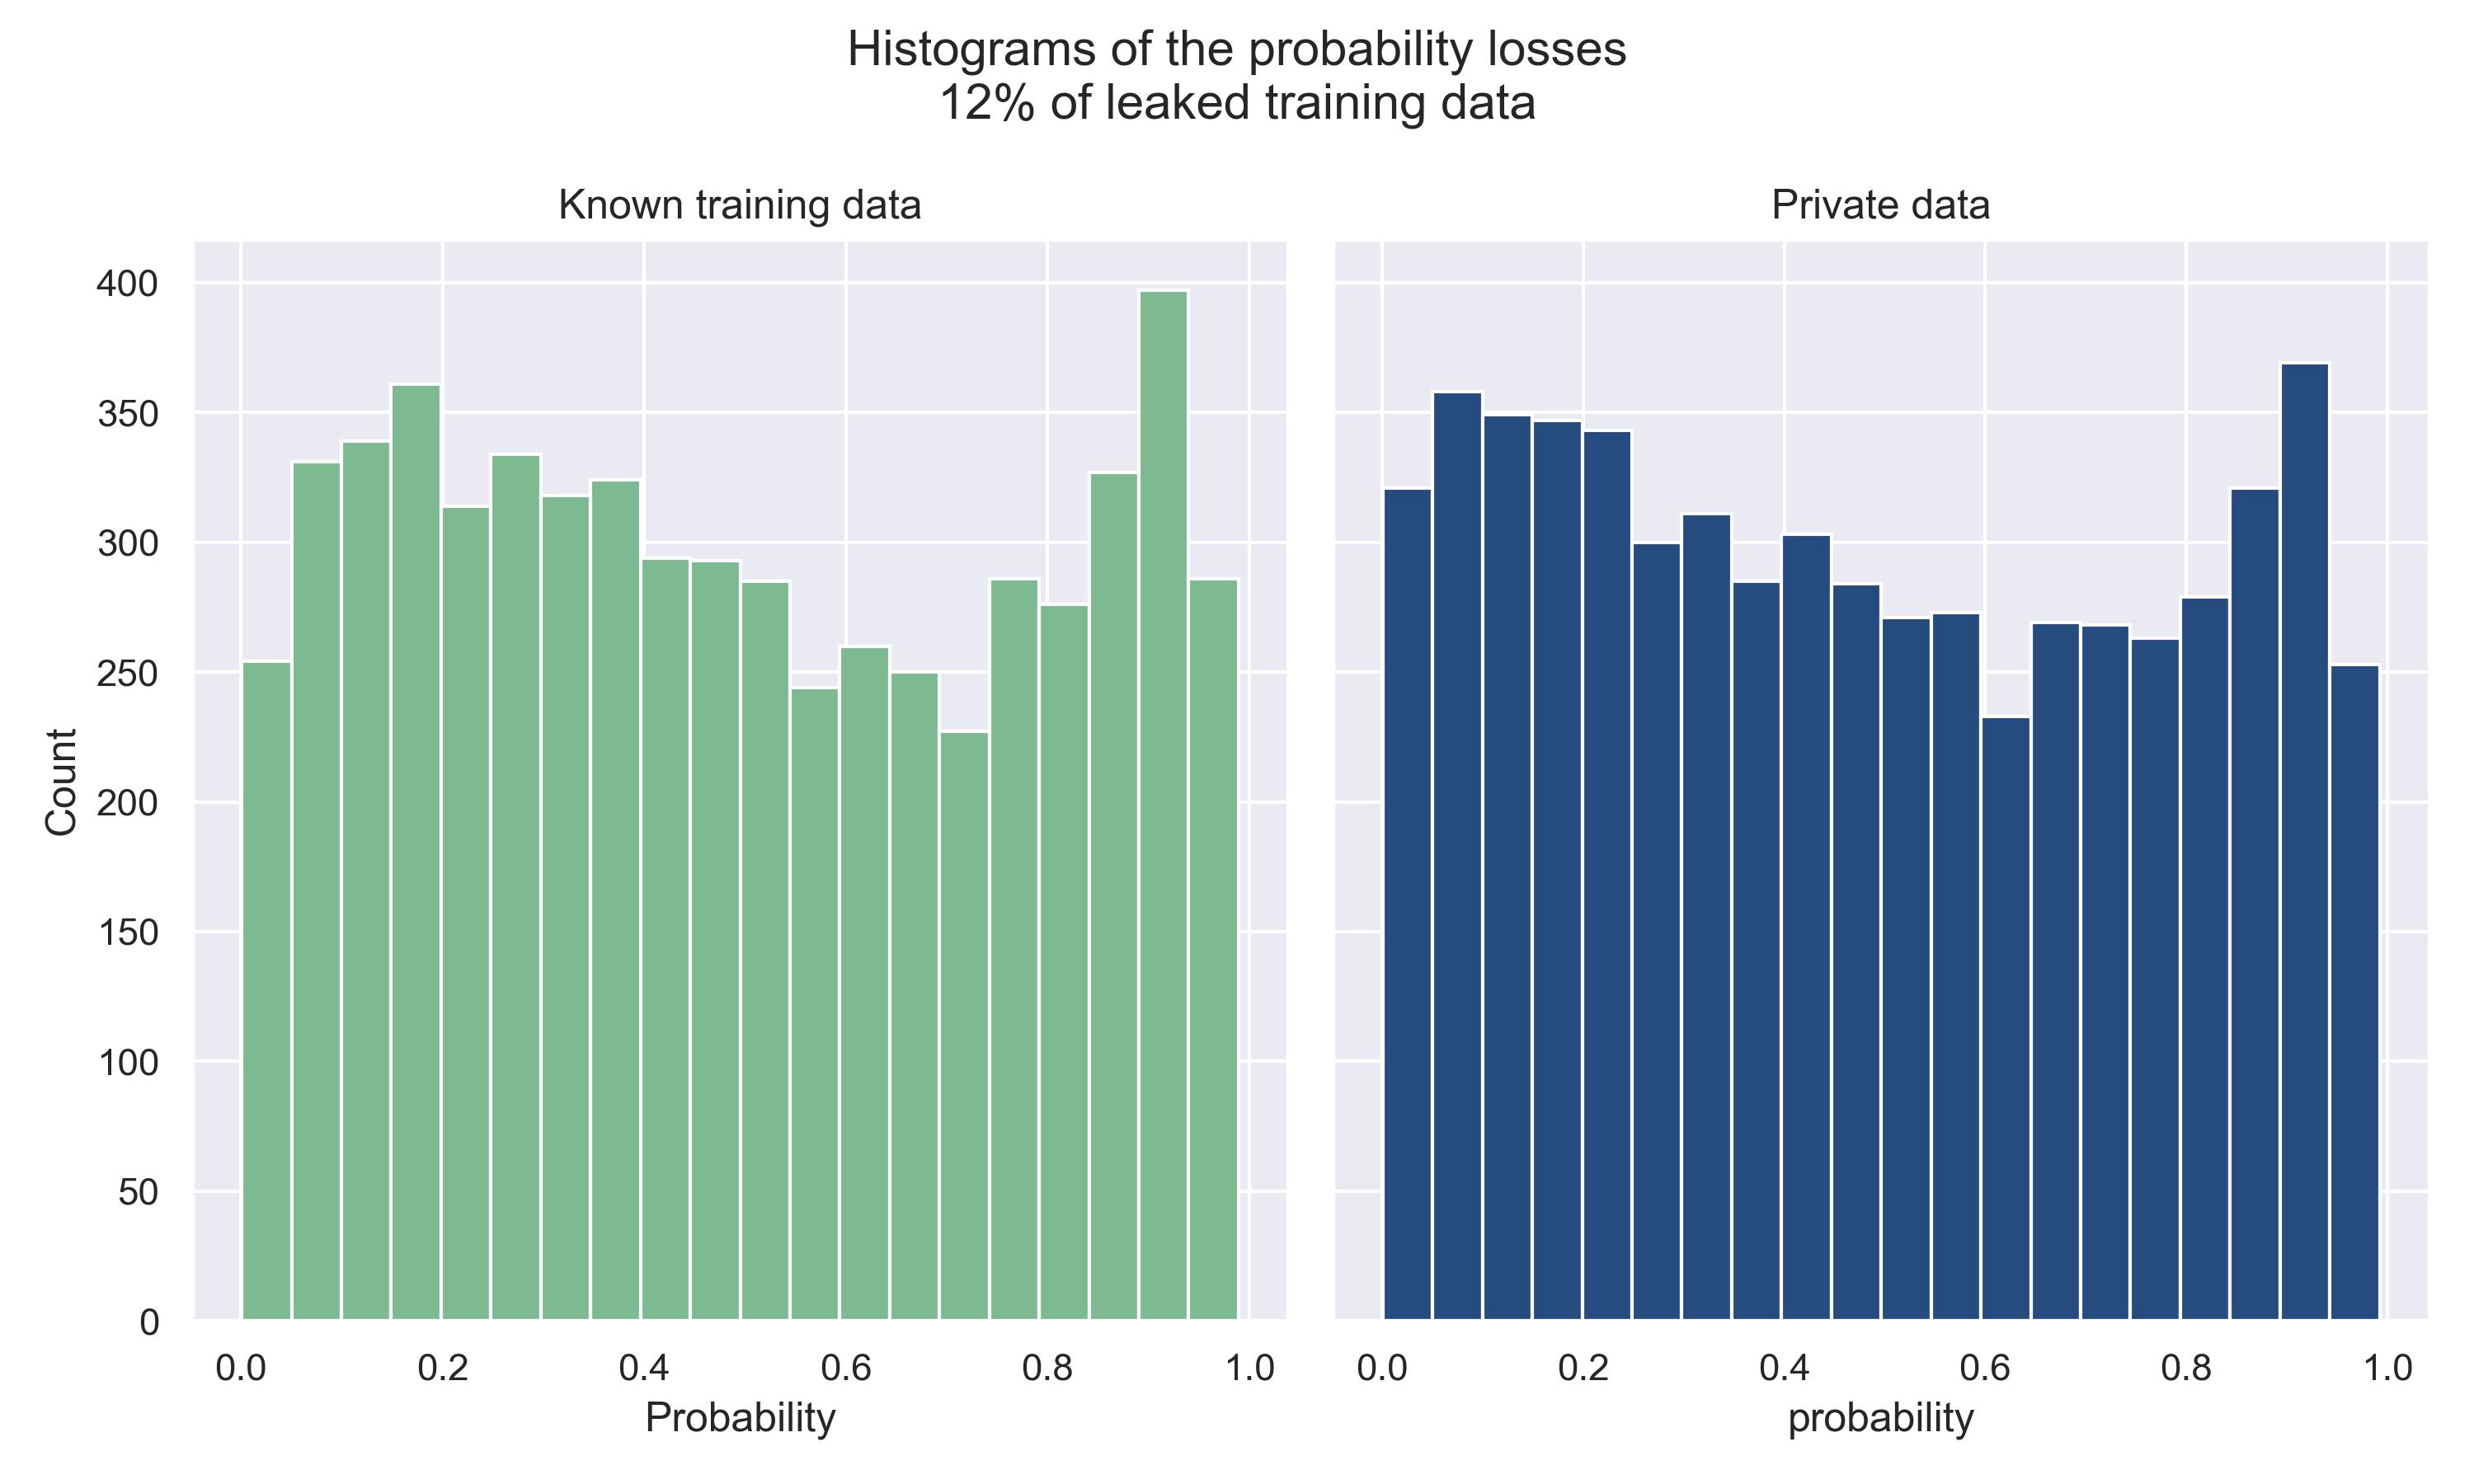 Histograms of the probability losses
12% of leaked training data
Known training data
Private data
400
350
300
250
200
150
100
50
0
Count
0.0 0.2 0.4 0.6 0.8 1.0
Probability
0.0 0.2 0.4 0.6 0.8 1.0
probability